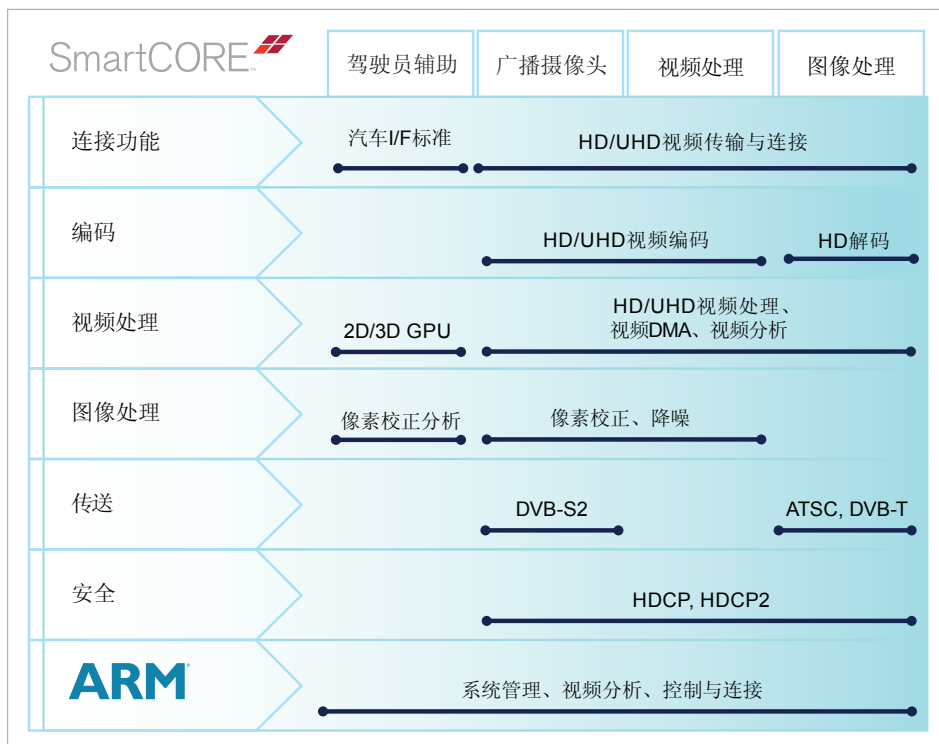 SmartCORE™
驾驶员辅助
广播摄像头
视频处理
图像处理
连接功能
汽车I/F标准
HD/UHD视频传输与连接
编码
HD/UHD视频编码
HD解码
视频处理
2D/3D GPU
HD/UHD视频处理、
视频DMA、视频分析
图像处理
像素校正分析
像素校正、降噪
传送
DVB-S2
ATSC, DVB-T
安全
HDCP, HDCP2
ARM®
系统管理、视频分析、控制与连接